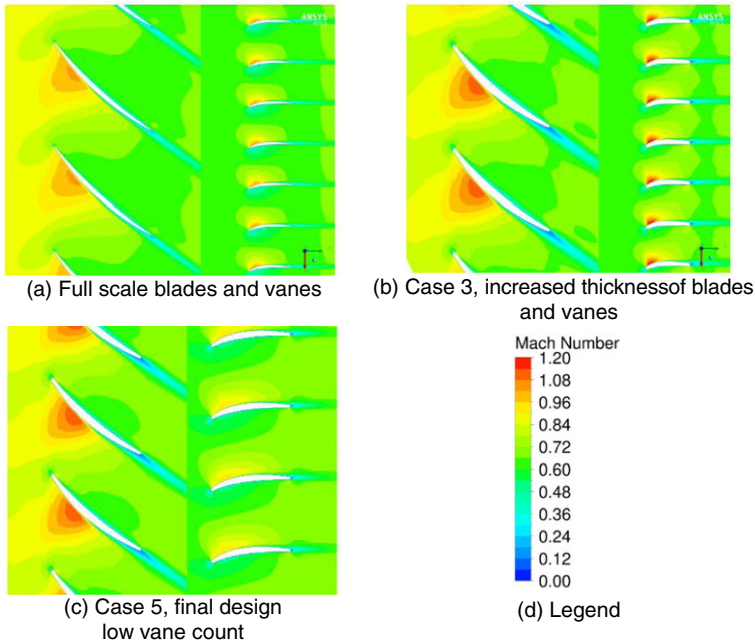 ANSYS
ANSYS
(a) Full scale blades and vanes
(b) Case 3, increased thicknessof blades
and vanes
Mach Number
1.20
1.08
0.96
0.84
0.72
0.60
0.48
0.36
0.24
0.12
0.00
(c) Case 5, final design
low vane count
(d) Legend